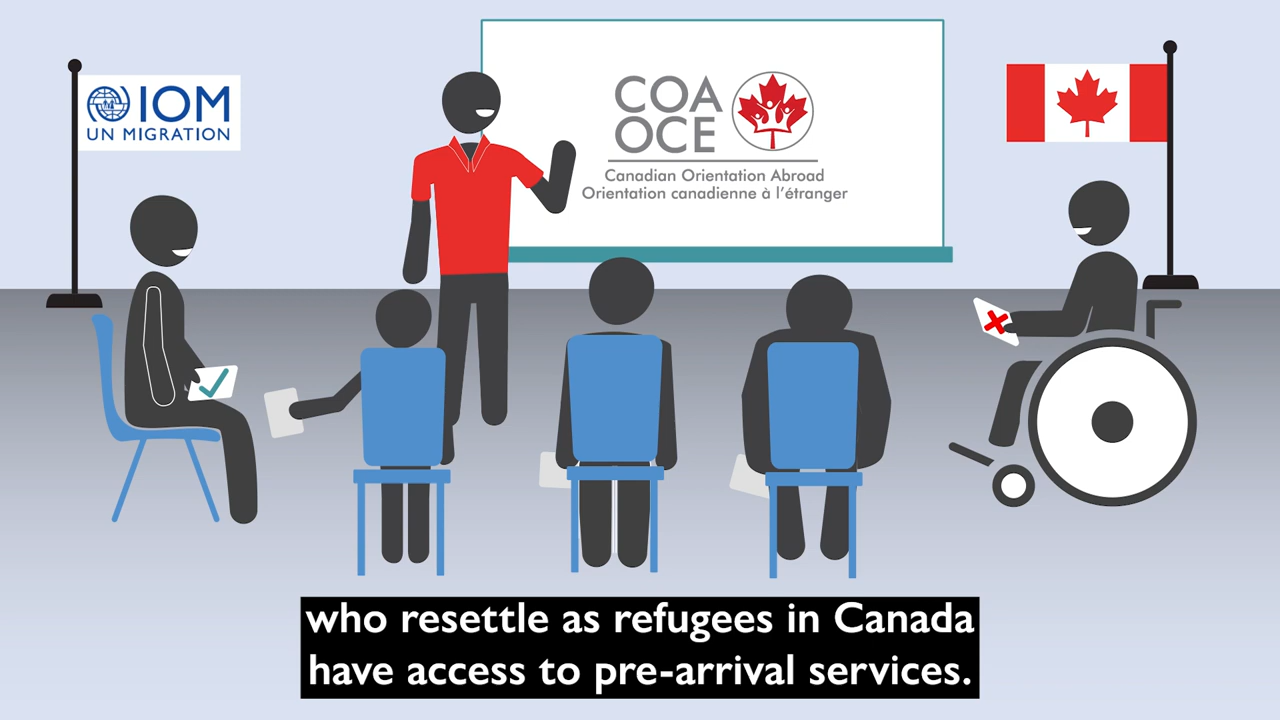 IOM
UN MIGRATION
COA
OCE
Canadian Orientation Abroad
Orientation canadienne à l'étranger
who resettle as refugees in Canada
have access to pre-arrival services.